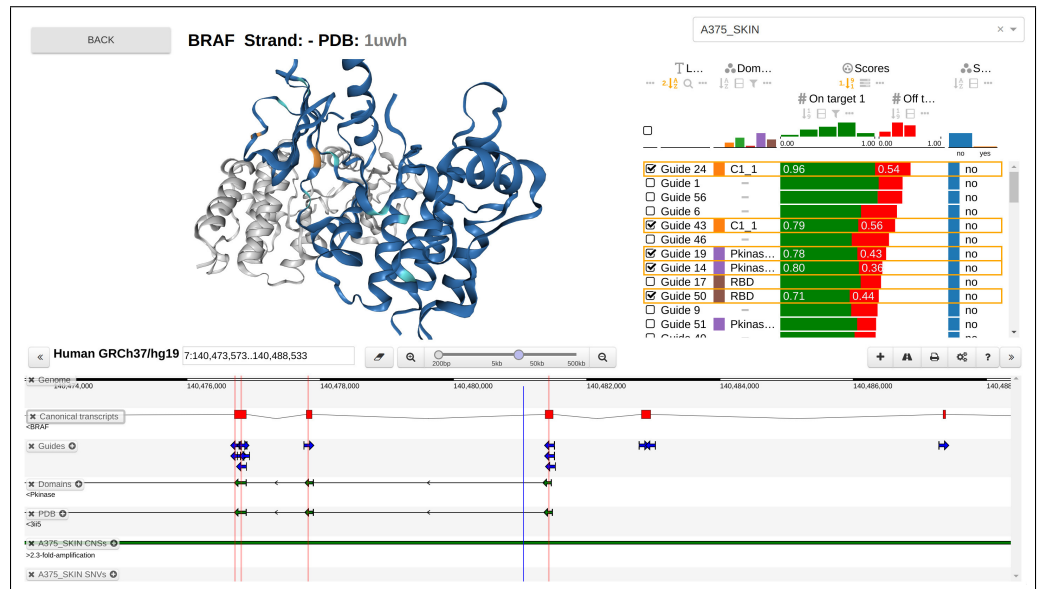 BACK
BRAF Strand: - PDB: 1uwh
A375_SKIN
L... Dom... Scores S...
On target 1 Off t...
0.00 1.00 0.00 1.00
no yes
Guide 24 C1_1 0.96 0.54 no
Guide 1 – no
Guide 56 no
Guide 6 – no
Guide 43 C1_1 0.79 0.56 no
Guide 46 – no
Guide 19 Pkinas... 0.78 0.43 no
Guide 14 Pkinas... 0.80 0.36 no
Guide 17 RBD no
Guide 50 RBD 0.71 0.44 no
Guide 9 – no
Guide 51 Pkinas... no
Human GRCh37/hg19 7:140,473,573..140,488,533
200bp 5kb 50kb 500kb
Genome
140,474,000 140,476,000 140,478,000 140,480,000 140,482,000 140,484,000 140,486,000 140,488
Canonical transcripts
<BRAF
Guides
Domains
<Pkinase
PDB
<3ii5
A375_SKIN CNSs
>2.3-fold-amplification
A375_SKIN SNVs